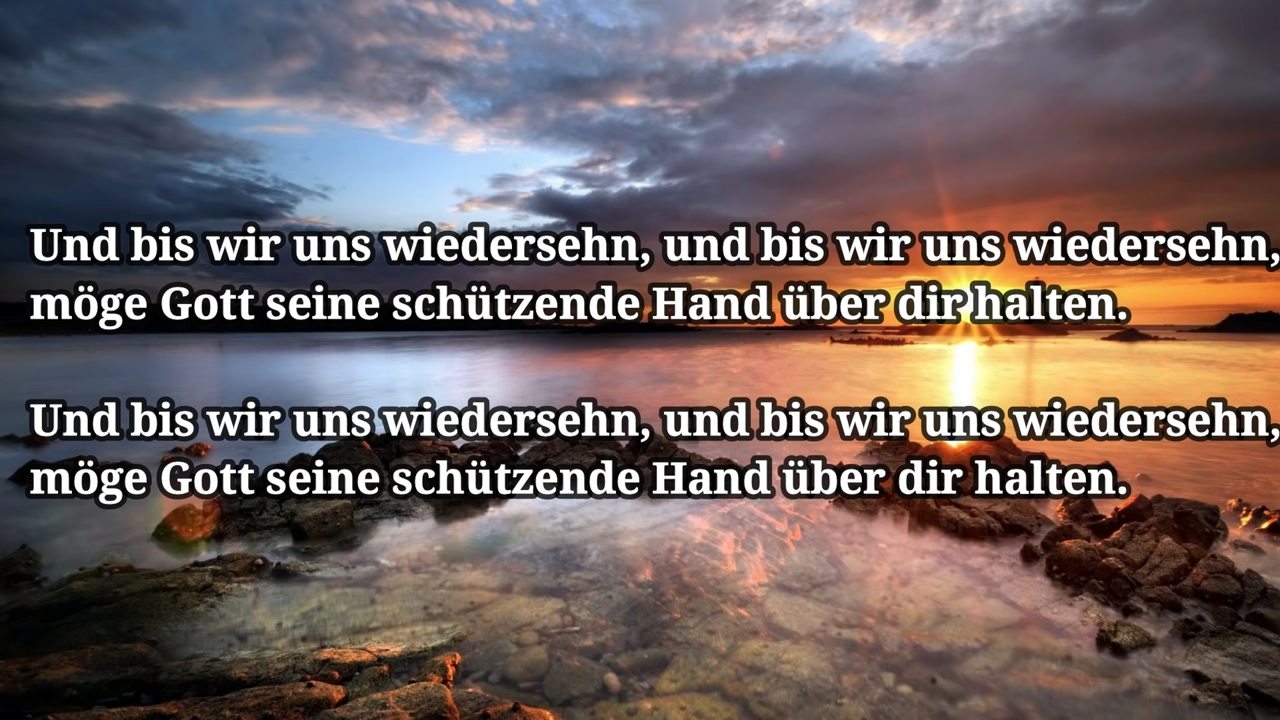 Und bis wir uns wiedersehn, und bis wir uns wiedersehn,
möge Gott seine schützende Hand über dir halten.
Und bis wir uns wiedersehn, und bis wir uns wiedersehn,
möge Gott seine schützende Hand über dir halten.